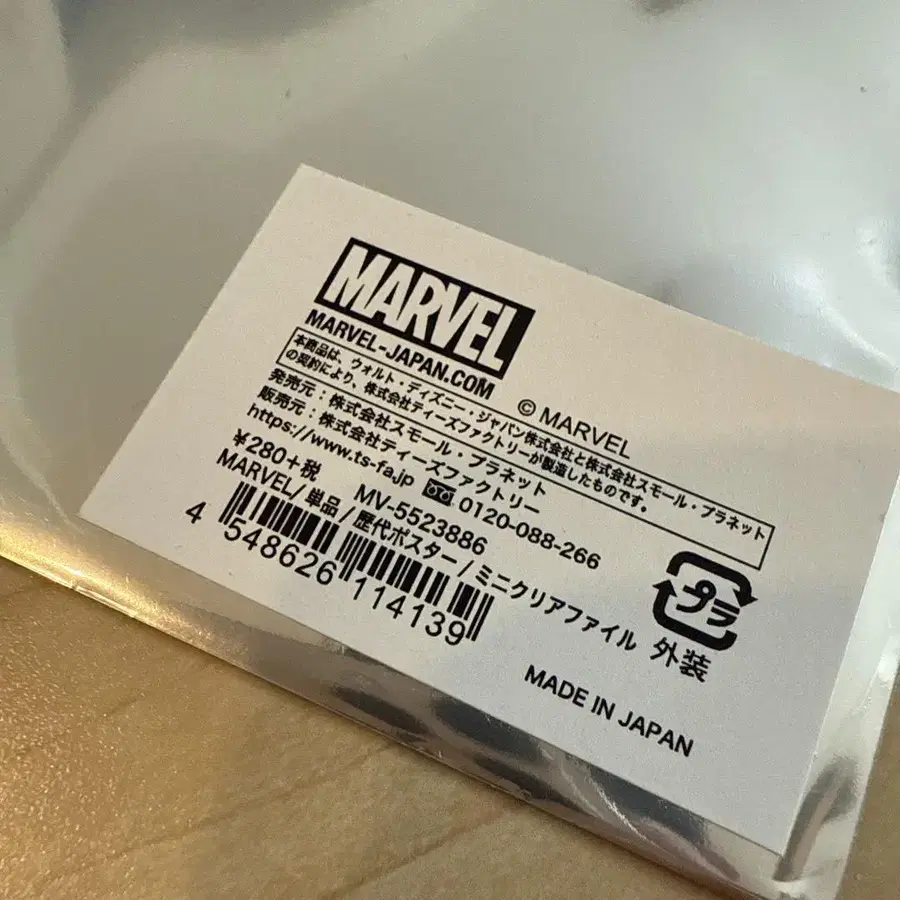 MARVEL
MARVEL-JAPAN.COM
© MARVEL
本商品は、ウォルト・ディズニー・ジャパン株式会社と株式会社スモール・プラネット
の契約により、株式会社ティーズファクトリーが製造したものです。
発売元:株式会社スモール・プラネット
販売元:株式会社ティーズファクトリー
https://www.ts-fa.jp 0120-088-266
¥280+税 MV-5523886
MARVEL/単品/歴代ポスター/ミニクリアファイル
4 548626 114139
プラ
外装
MADE IN JAPAN